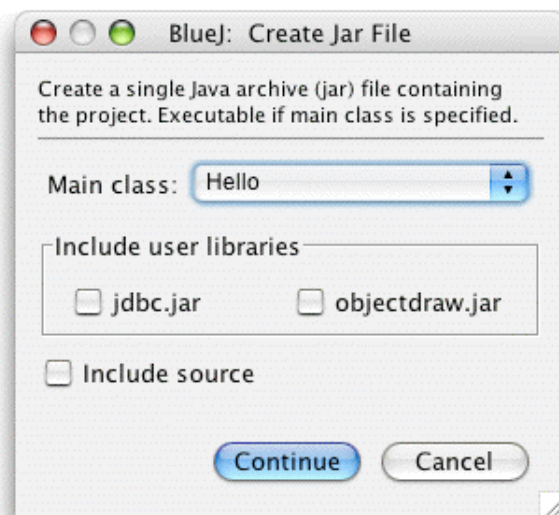 BlueJ: Create Jar File
Create a single Java archive (jar) file containing
the project. Executable if main class is specified.
Main class: Hello
Include user libraries
jdbc.jar objectdraw.jar
Include source
Continue Cancel